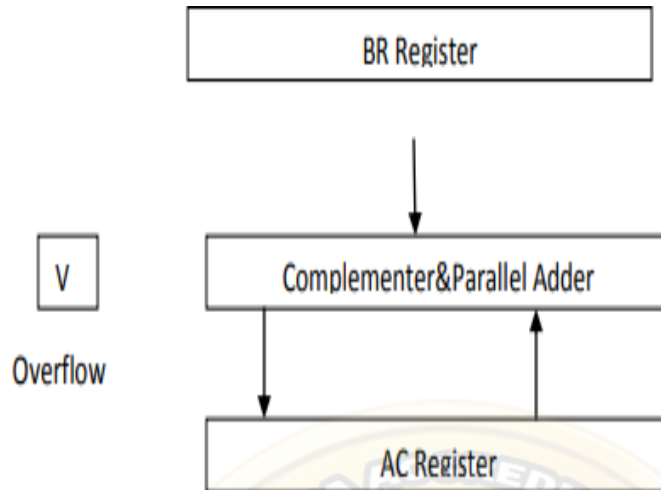 BR Register
V
Complementer&Parallel Adder
Overflow
AC Register